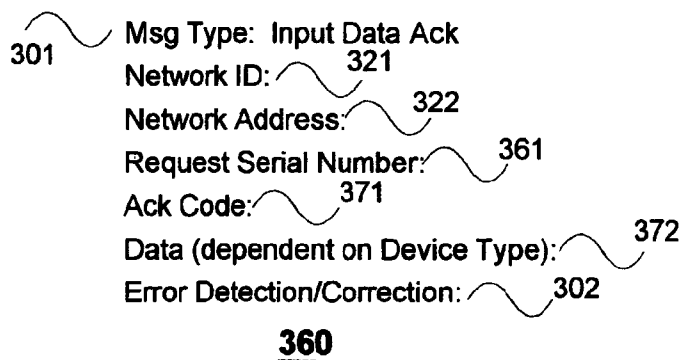 301 Msg Type: Input Data Ack
Network ID: 321
Network Address: 322
Request Serial Number: 361
Ack Code: 371
Data (dependent on Device Type): 372
Error Detection/Correction: 302
360